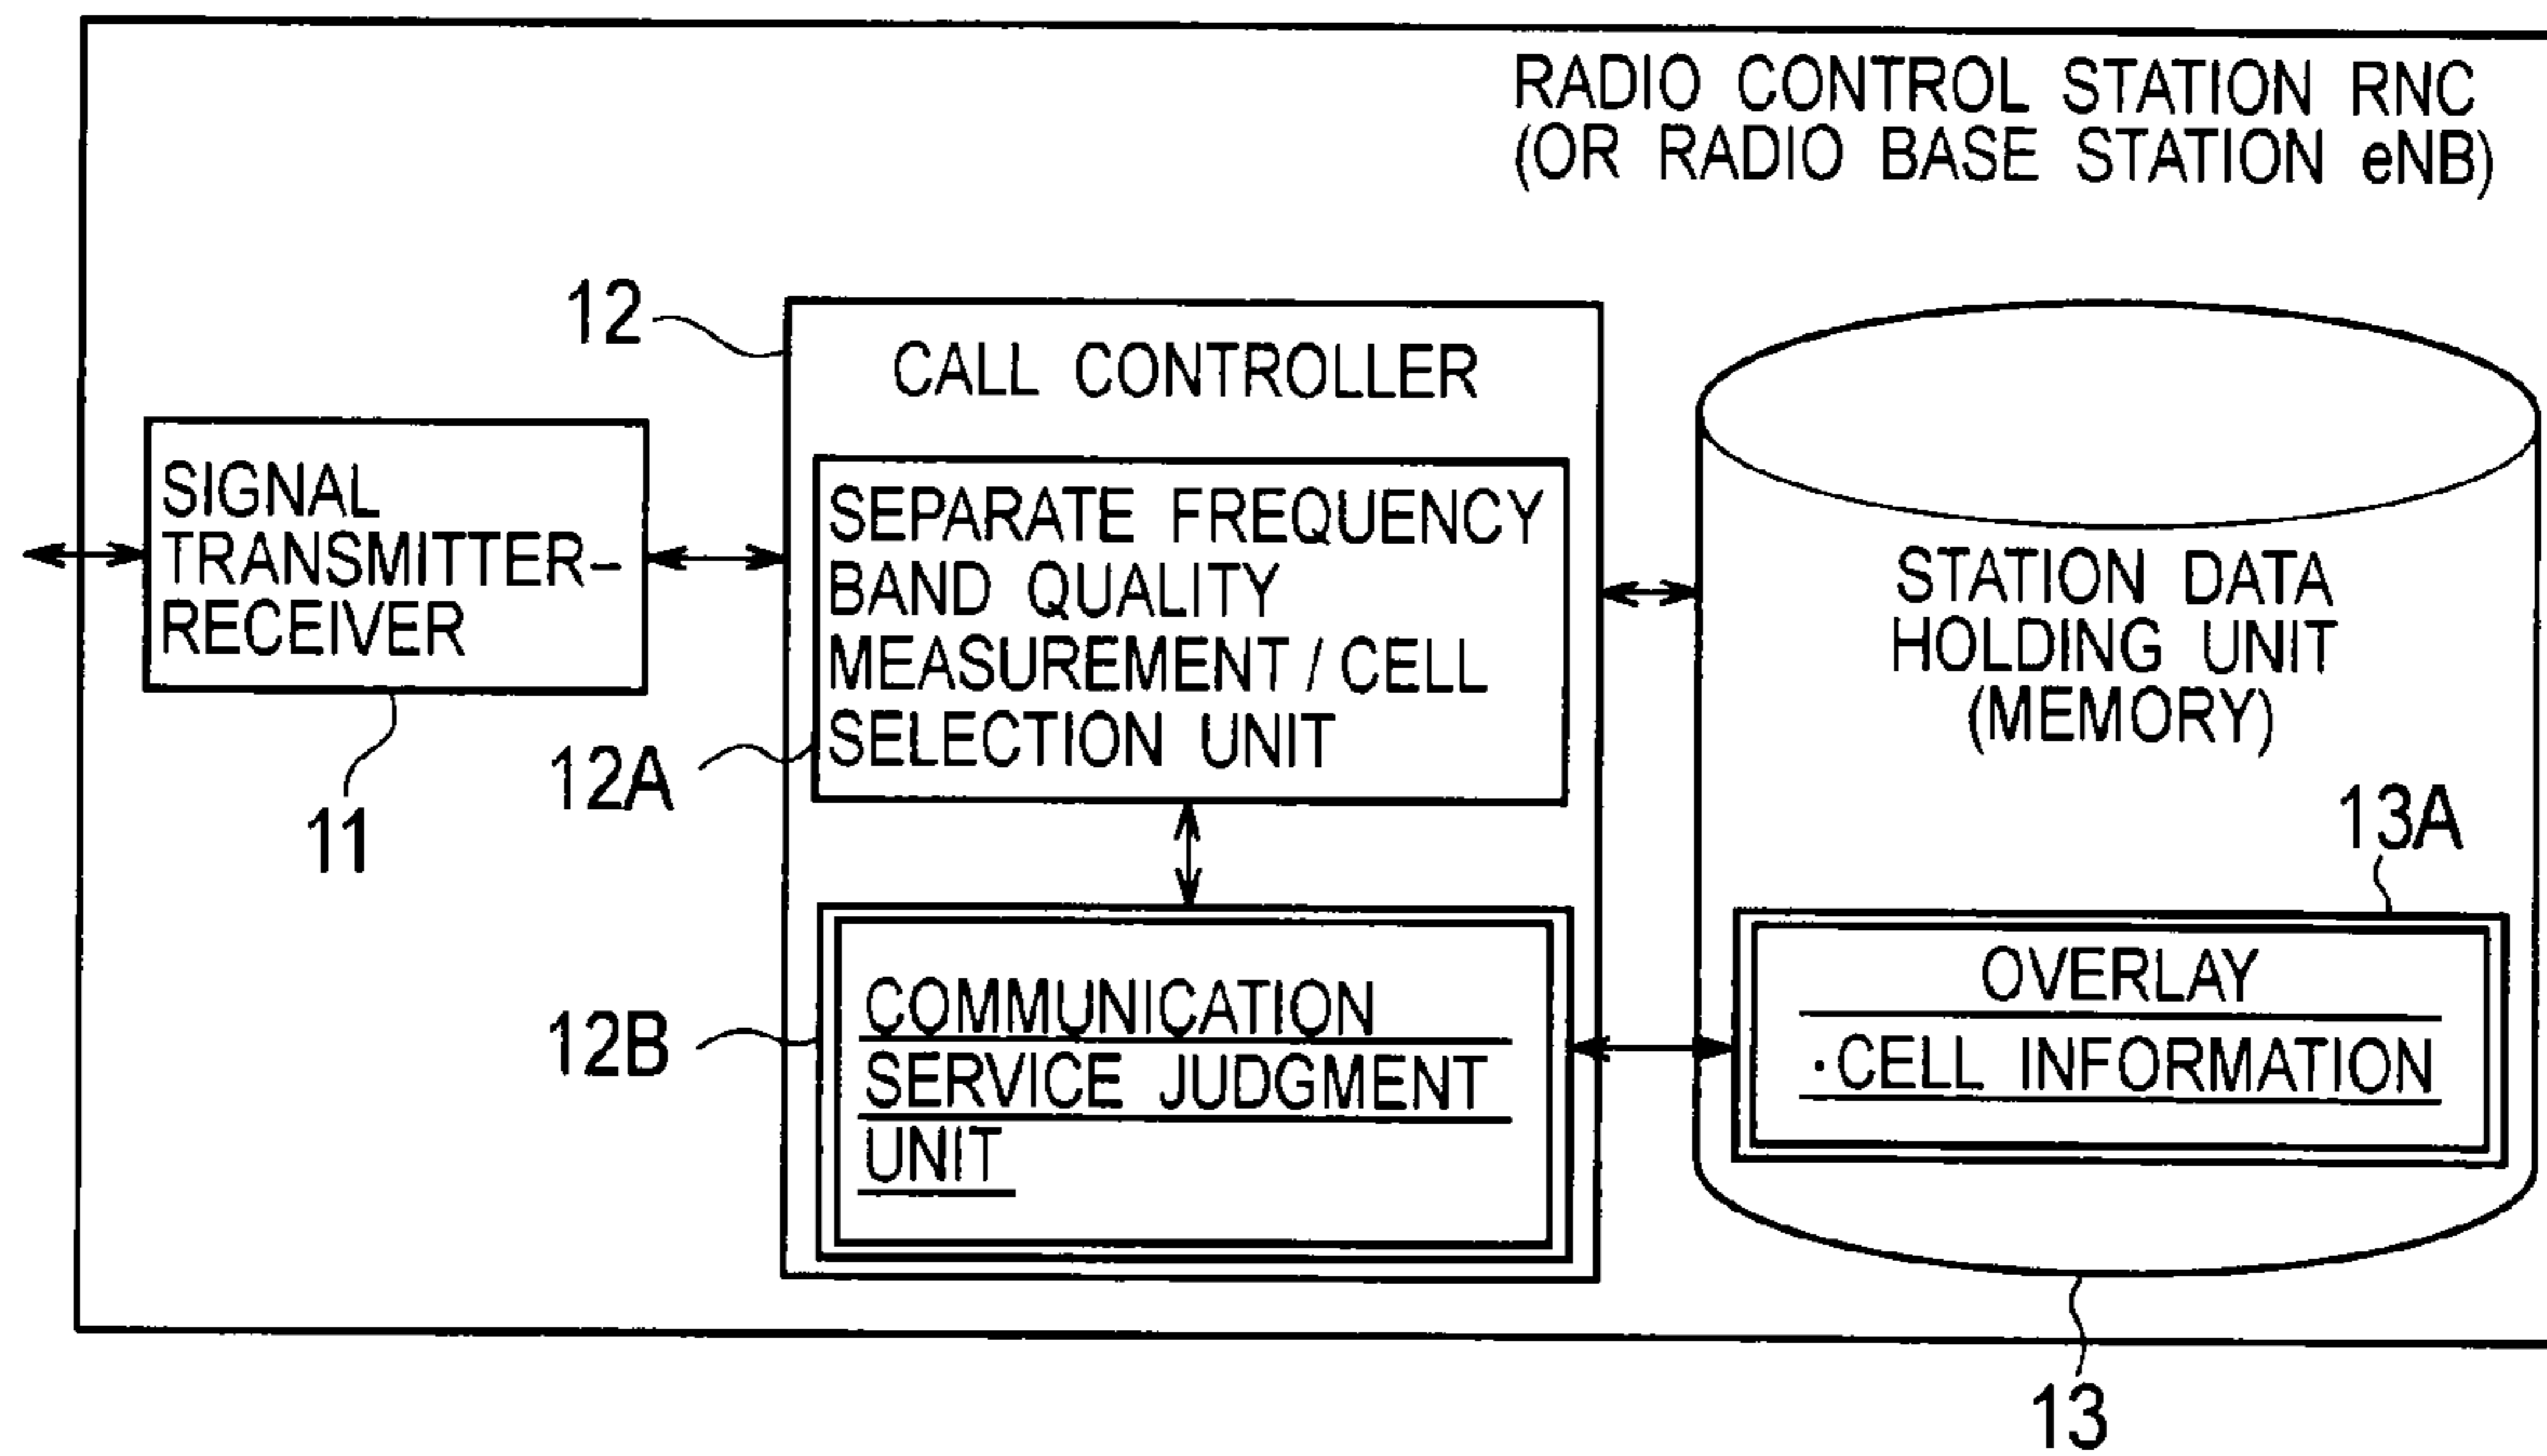 RADIO CONTROL STATION RNC
(OR RADIO BASE STATION eNB)
12
CALL CONTROLLER
SIGNAL
TRANSMITTER-
RECEIVER
11
SEPARATE FREQUENCY
BAND QUALITY
MEASUREMENT / CELL
SELECTION UNIT
12A
COMMUNICATION
SERVICE JUDGMENT
UNIT
12B
STATION DATA
HOLDING UNIT
(MEMORY)
13A
OVERLAY
·CELL INFORMATION
13